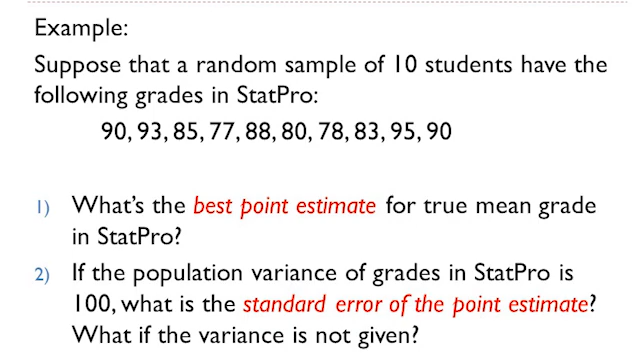 Example:
Suppose that a random sample of 10 students have the
following grades in StatPro:
90, 93, 85, 77, 88, 80, 78, 83, 95, 90
1) What's the best point estimate for true mean grade
in StatPro?
2) If the population variance of grades in StatPro is
100, what is the standard error of the point estimate?
What if the variance is not given?